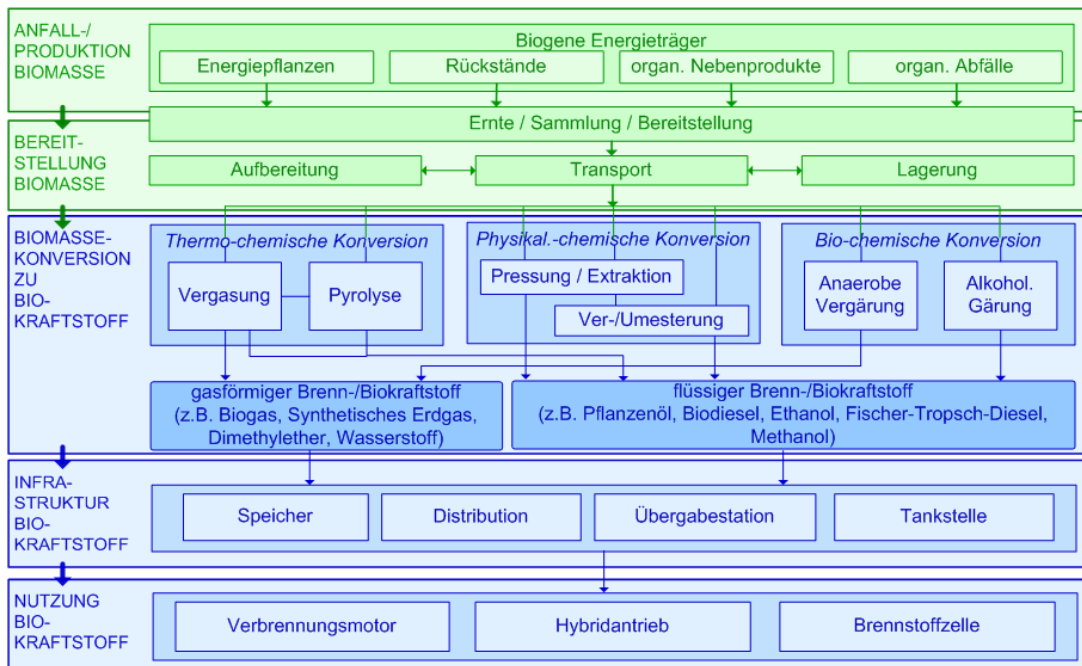 ANFALL-/
PRODUKTION
BIOMASSE
Biogene Energieträger
Energiepflanzen
Rückstände
organ. Nebenprodukte
organ. Abfälle
Ernte / Sammlung / Bereitstellung
BEREIT-
STELLUNG
BIOMASSE
Aufbereitung
Transport
Lagerung
BIOMASSE-
KONVERSION
ZU
BIO-
KRAFTSTOFF
Thermo-chemische Konversion
Vergasung
Pyrolyse
Physikal.-chemische Konversion
Pressung / Extraktion
Ver-/Umesterung
Bio-chemische Konversion
Anaerobe
Vergärung
Alkohol.
Gärung
gasförmiger Brenn-/Biokraftstoff
(z.B. Biogas, Synthetisches Erdgas,
Dimethylether, Wasserstoff)
flüssiger Brenn-/Biokraftstoff
(z.B. Pflanzenöl, Biodiesel, Ethanol, Fischer-Tropsch-Diesel,
Methanol)
INFRA-
STRUKTUR
BIO-
KRAFTSTOFF
Speicher
Distribution
Übergabestation
Tankstelle
NUTZUNG
BIO-
KRAFTSTOFF
Verbrennungsmotor
Hybridantrieb
Brennstoffzelle